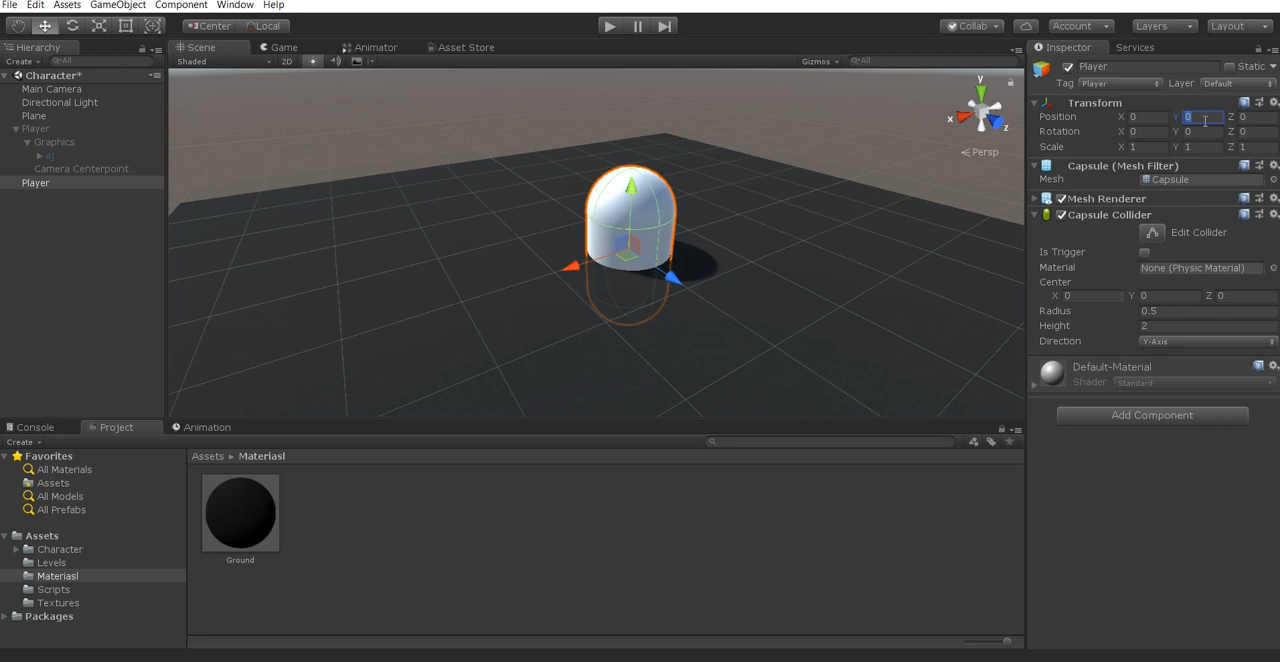 File Edit Assets GameObject Component Window Help
Center Local Collab Account Layers Layout
Hierarchy
Create All
Character*
Main Camera
Directional Light
Plane
Player
Graphics
aj
Camera Centerpoint
Player
Scene Game Animator Asset Store
Shaded 2D Gizmos All
y
x
z
Persp
Console Project Animation
Create
Favorites
All Materials
Assets
All Models
All Prefabs
Assets
Character
Levels
Materiasl
Scripts
Textures
Packages
Assets Materiasl
Ground
Inspector Services
Player Static
Tag Player Layer Default
Transform
Position X 0 Y 0 Z 0
Rotation X 0 Y 0 Z 0
Scale X 1 Y 1 Z 1
Capsule (Mesh Filter)
Mesh Capsule
Mesh Renderer
Capsule Collider
Edit Collider
Is Trigger
Material None (Physic Material)
Center
X 0 Y 0 Z 0
Radius 0.5
Height 2
Direction Y-Axis
Default-Material
Shader Standard
Add Component